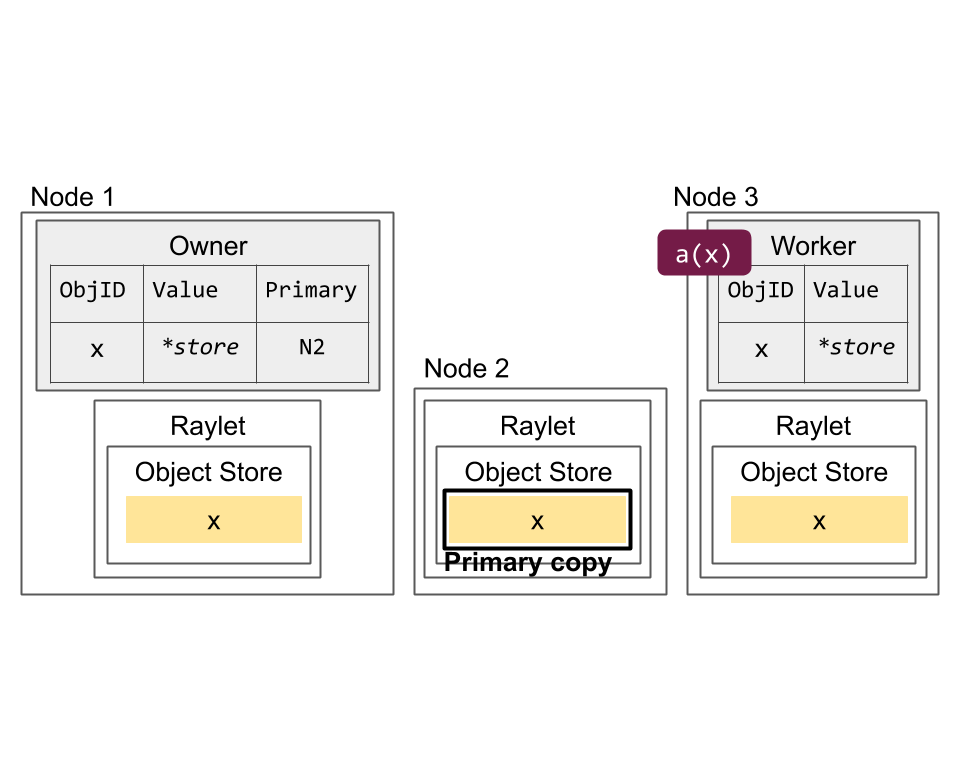 Node 1
Owner
ObjID Value Primary
x *store N2
Raylet
Object Store
x
Node 2
Raylet
Object Store
x
Primary copy
Node 3
a(x)
Worker
ObjID Value
x *store
Raylet
Object Store
x